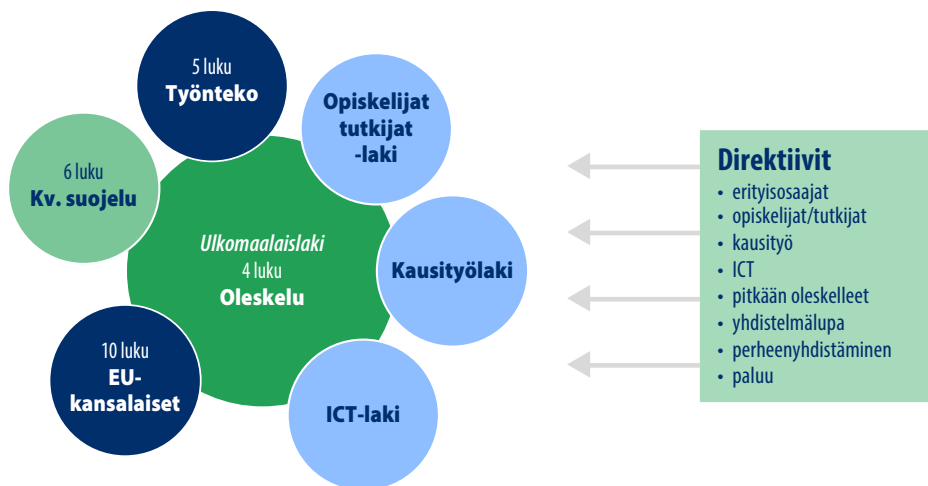 5 luku
Työnteko
Opiskelijat
tutkijat
-laki
6 luku
Kv. suojelu
Ulkomaalaislaki
4 luku
Oleskelu
Kausityölaki
10 luku
EU-
kansalaiset
ICT-laki
Direktiivit
• erityisosaajat
• opiskelijat/tutkijat
• kausityö
• ICT
• pitkään oleskelleet
• yhdistelmälupa
• perheenyhdistäminen
• paluu